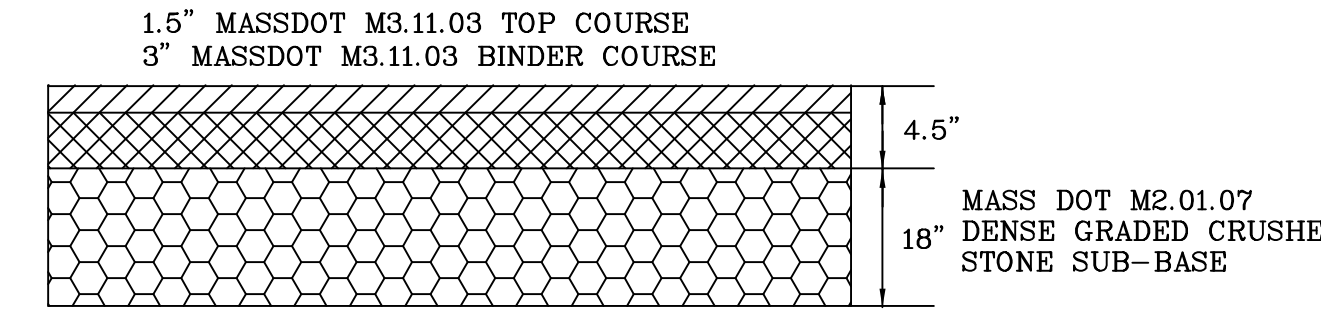 1.5" MASSDOT M3.11.03 TOP COURSE
3" MASSDOT M3.11.03 BINDER COURSE
4.5"
18"
MASS DOT M2.01.07
DENSE GRADED CRUSHE
STONE SUB-BASE